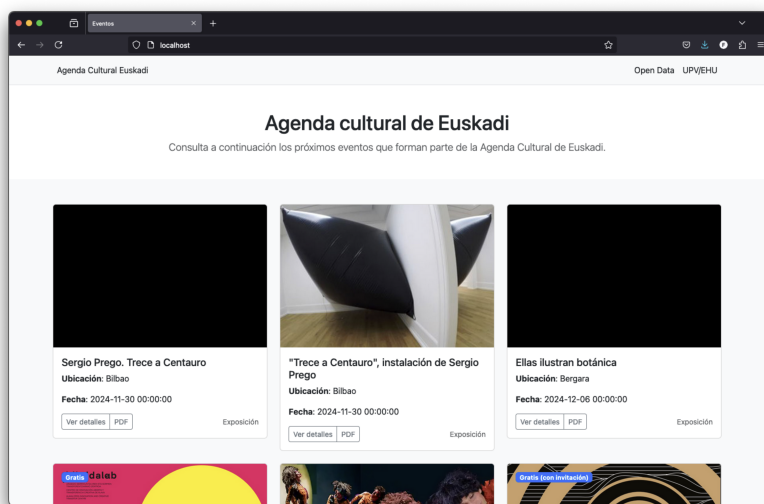 Eventos
localhost
Agenda Cultural Euskadi
Open Data UPV/EHU
Agenda cultural de Euskadi
Consulta a continuación los próximos eventos que forman parte de la Agenda Cultural de Euskadi.
Sergio Prego. Trece a Centauro
Ubicación: Bilbao
Fecha: 2024-11-30 00:00:00
Ver detalles PDF Exposición
"Trece a Centauro", instalación de Sergio
Prego
Ubicación: Bilbao
Fecha: 2024-11-30 00:00:00
Ver detalles PDF Exposición
Ellas ilustran botánica
Ubicación: Bergara
Fecha: 2024-12-06 00:00:00
Ver detalles PDF Exposición
Gratis
Gratis (con invitación)